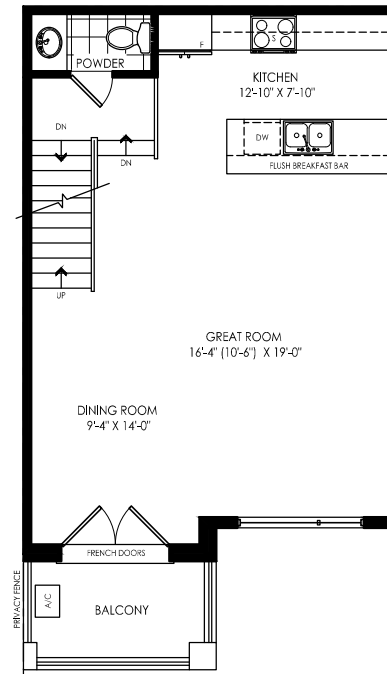 POWDER
F
S
KITCHEN
12'-10" X 7'-10"
DN
DN
DW
FLUSH BREAKFAST BAR
UP
GREAT ROOM
16'-4" (10'-6") X 19'-0"
DINING ROOM
9'-4" X 14'-0"
FRENCH DOORS
PRIVACY FENCE
A/C
BALCONY